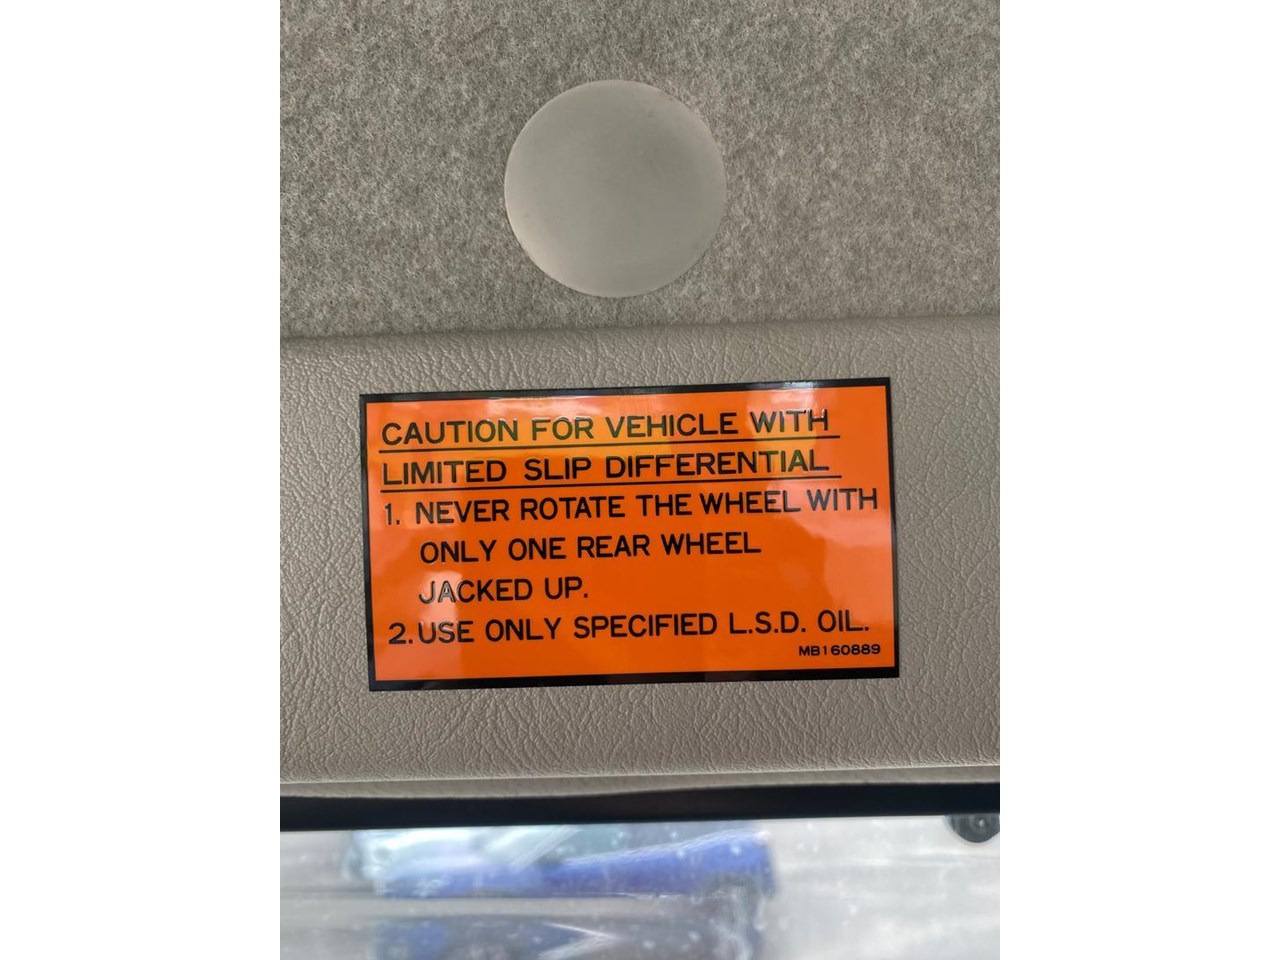 CAUTION FOR VEHICLE WITH
LIMITED SLIP DIFFERENTIAL
1. NEVER ROTATE THE WHEEL WITH
ONLY ONE REAR WHEEL
JACKED UP.
2. USE ONLY SPECIFIED L.S.D. OIL.
MB160889